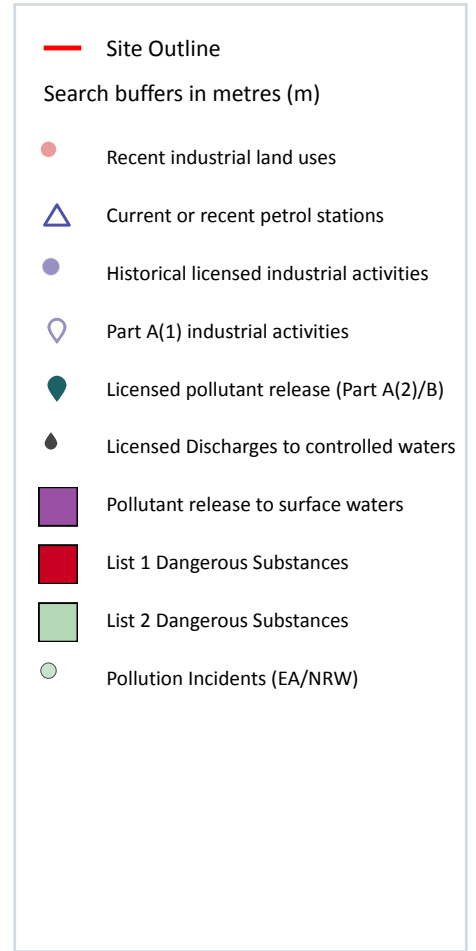 Site Outline
Search buffers in metres (m)
Recent industrial land uses
Current or recent petrol stations
Historical licensed industrial activities
Part A(1) industrial activities
Licensed pollutant release (Part A(2)/B)
Licensed Discharges to controlled waters
Pollutant release to surface waters
List 1 Dangerous Substances
List 2 Dangerous Substances
Pollution Incidents (EA/NRW)